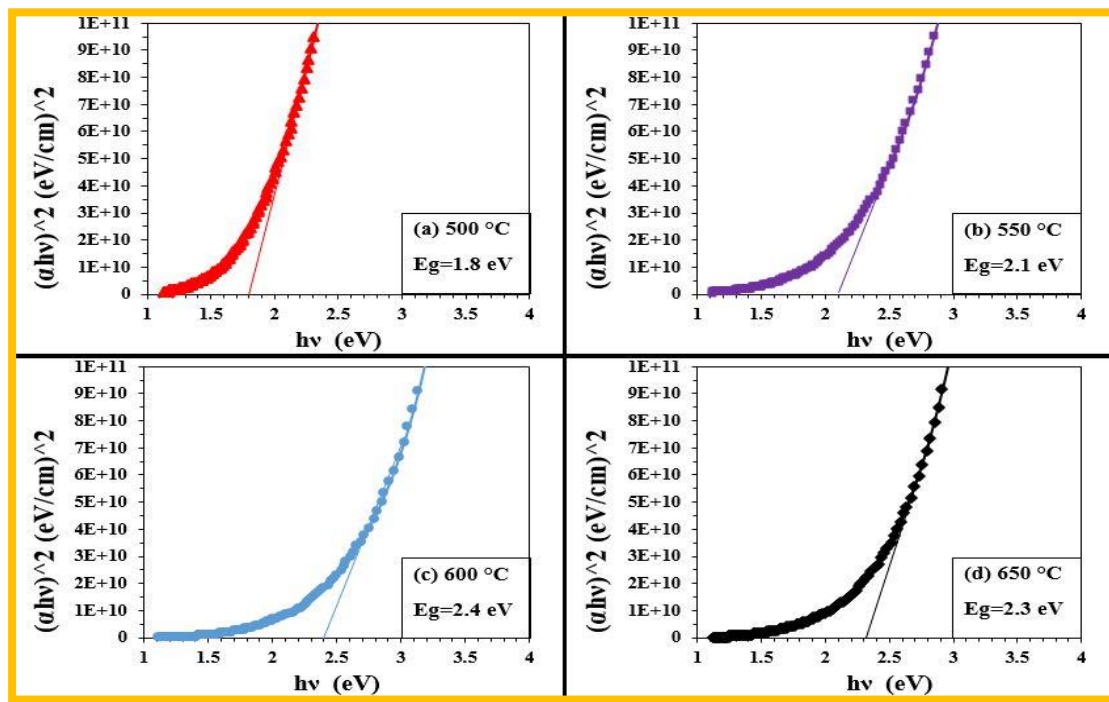 1E+11
9E+10
8E+10
7E+10
6E+10
5E+10
4E+10
3E+10
2E+10
1E+10
0
(αhν)^2 (eV/cm)^2
(a) 500 °C
Eg=1.8 eV
1 1.5 2 2.5 3 3.5 4
hν (eV)
1E+11
9E+10
8E+10
7E+10
6E+10
5E+10
4E+10
3E+10
2E+10
1E+10
0
(αhν)^2 (eV/cm)^2
(b) 550 °C
Eg=2.1 eV
1 1.5 2 2.5 3 3.5 4
hν (eV)
1E+11
9E+10
8E+10
7E+10
6E+10
5E+10
4E+10
3E+10
2E+10
1E+10
0
(αhν)^2 (eV/cm)^2
(c) 600 °C
Eg=2.4 eV
1 1.5 2 2.5 3 3.5 4
hν (eV)
1E+11
9E+10
8E+10
7E+10
6E+10
5E+10
4E+10
3E+10
2E+10
1E+10
0
(αhν)^2 (eV/cm)^2
(d) 650 °C
Eg=2.3 eV
1 1.5 2 2.5 3 3.5 4
hν (eV)